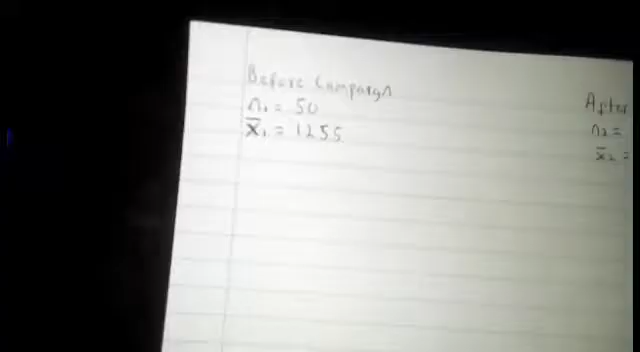 Before Campaign
n₁ = 50
x̄₁ = 1255
After
n₂ =
x̄₂ =